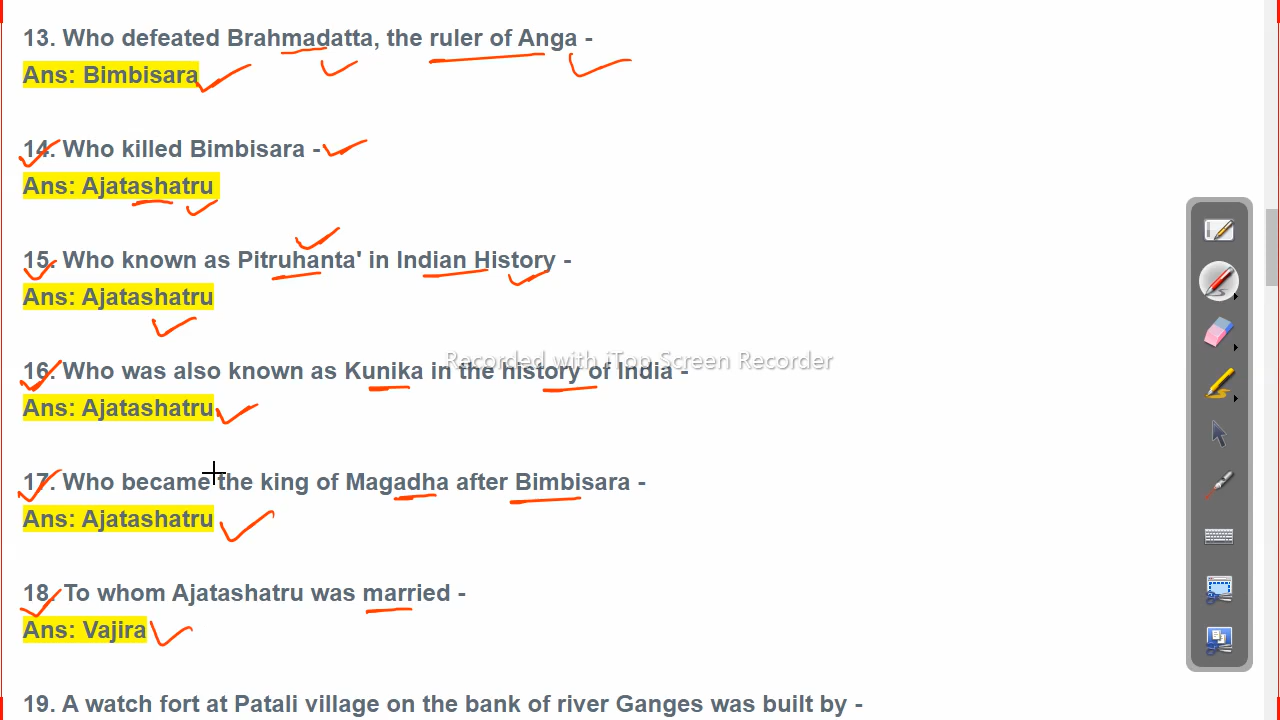 13. Who defeated Brahmadatta, the ruler of Anga -
Ans: Bimbisara
14. Who killed Bimbisara -
Ans: Ajatashatru
15. Who known as Pitruhanta' in Indian History -
Ans: Ajatashatru
Recorded with iTop Screen Recorder
16. Who was also known as Kunika in the history of India -
Ans: Ajatashatru
17. Who became the king of Magadha after Bimbisara -
Ans: Ajatashatru
18. To whom Ajatashatru was married -
Ans: Vajira
19. A watch fort at Patali village on the bank of river Ganges was built by -